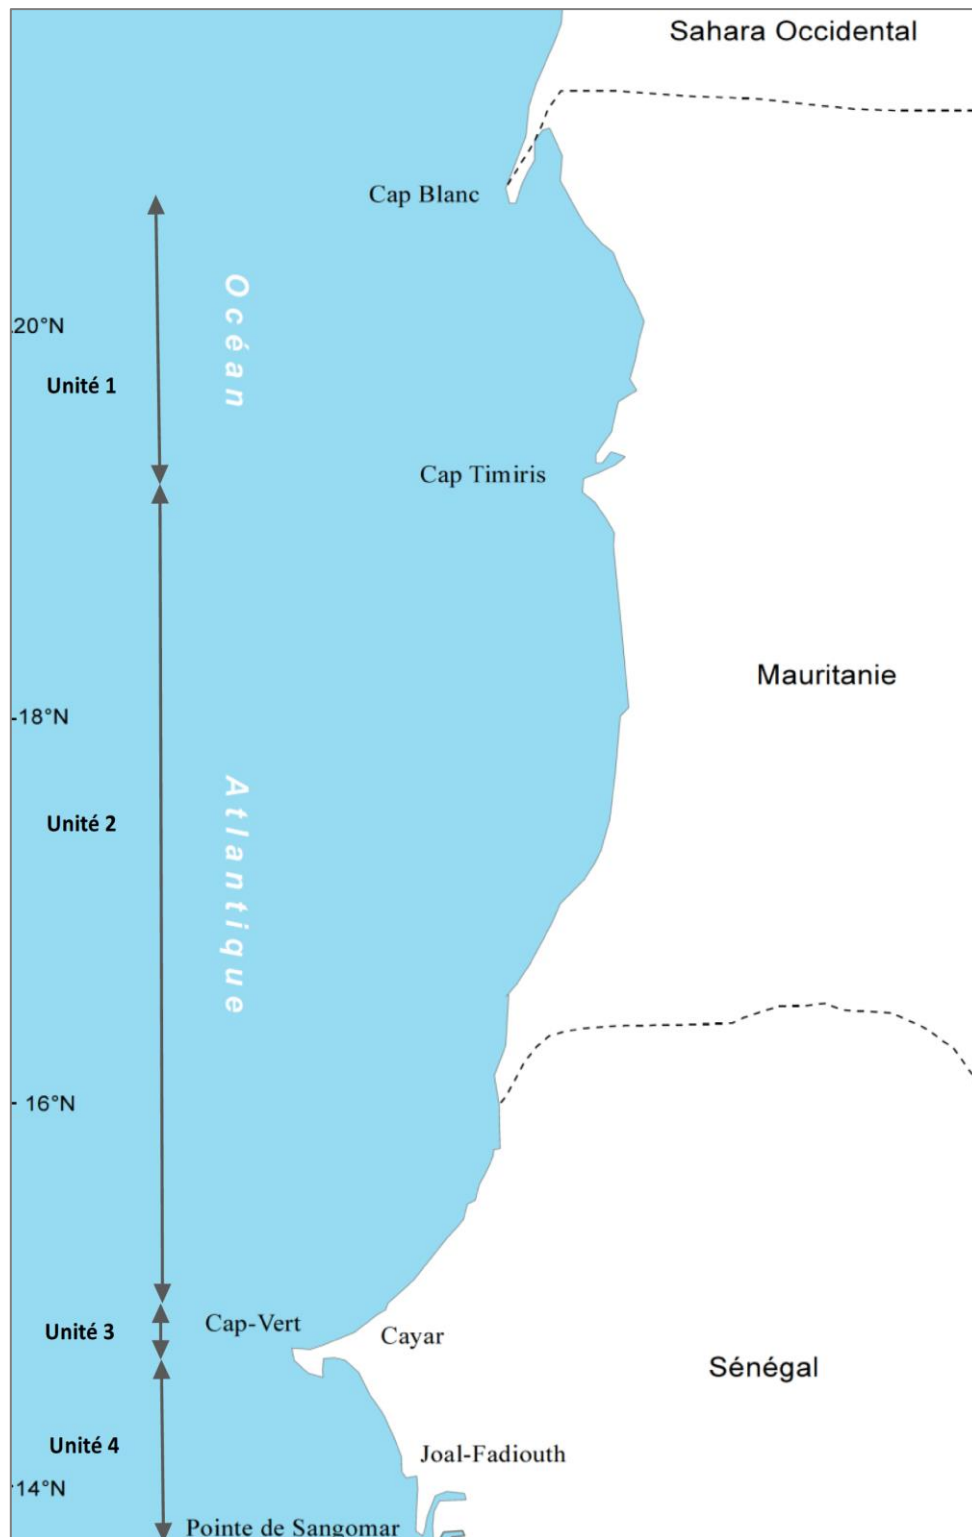 Sahara Occidental
Cap Blanc
Océan
20°N
Unité 1
Cap Timiris
Mauritanie
18°N
Atlantique
Unité 2
16°N
Cap-Vert
Unité 3
Cayar
Sénégal
Unité 4
Joal-Fadiouth
14°N
Pointe de Sangomar